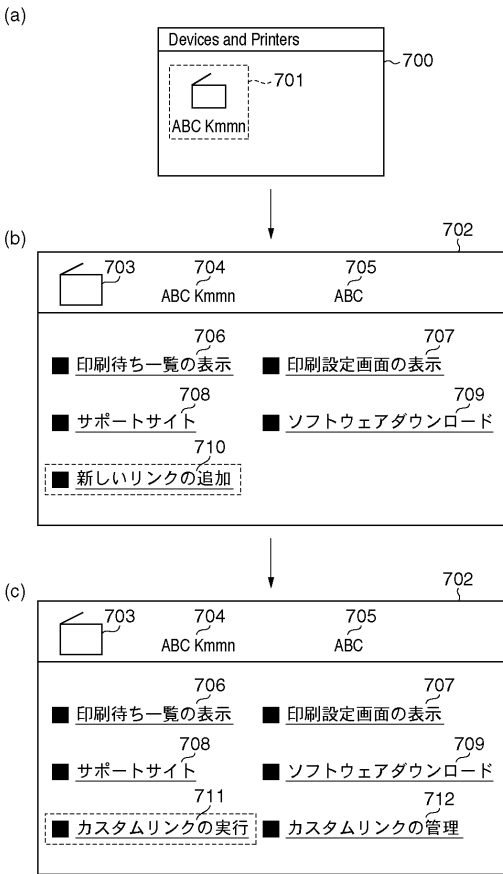 (a)
Devices and Printers
700
701
ABC Kmmn
(b)
702
703
704
705
ABC Kmmn
ABC
706
707
■ 印刷待ち一覧の表示
■ 印刷設定画面の表示
708
709
■ サポートサイト
■ ソフトウェアダウンロード
710
■ 新しいリンクの追加
(c)
702
703
704
705
ABC Kmmn
ABC
706
707
■ 印刷待ち一覧の表示
■ 印刷設定画面の表示
708
709
■ サポートサイト
■ ソフトウェアダウンロード
711
712
■ カスタムリンクの実行
■ カスタムリンクの管理